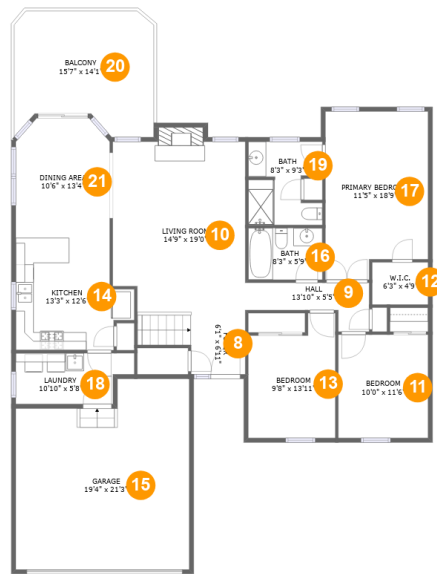 BALCONY
15'7" x 14'1
20
DINING AREA
10'6" x 13'4
21
BATH
8'3" x 9'3"
19
PRIMARY BEDRO
11'5" x 18'9"
17
LIVING ROOM
14'9" x 19'0"
10
BATH
8'3" x 5'9"
16
W.I.C.
6'3" x 4'9"
12
KITCHEN
13'3" x 12'6
14
HALL
13'10" x 5'5"
9
6'1" x 6'11"
8
LAUNDRY
10'10" x 5'8"
18
BEDROOM
9'8" x 13'11"
13
BEDROOM
10'0" x 11'6"
11
GARAGE
19'4" x 21'3"
15